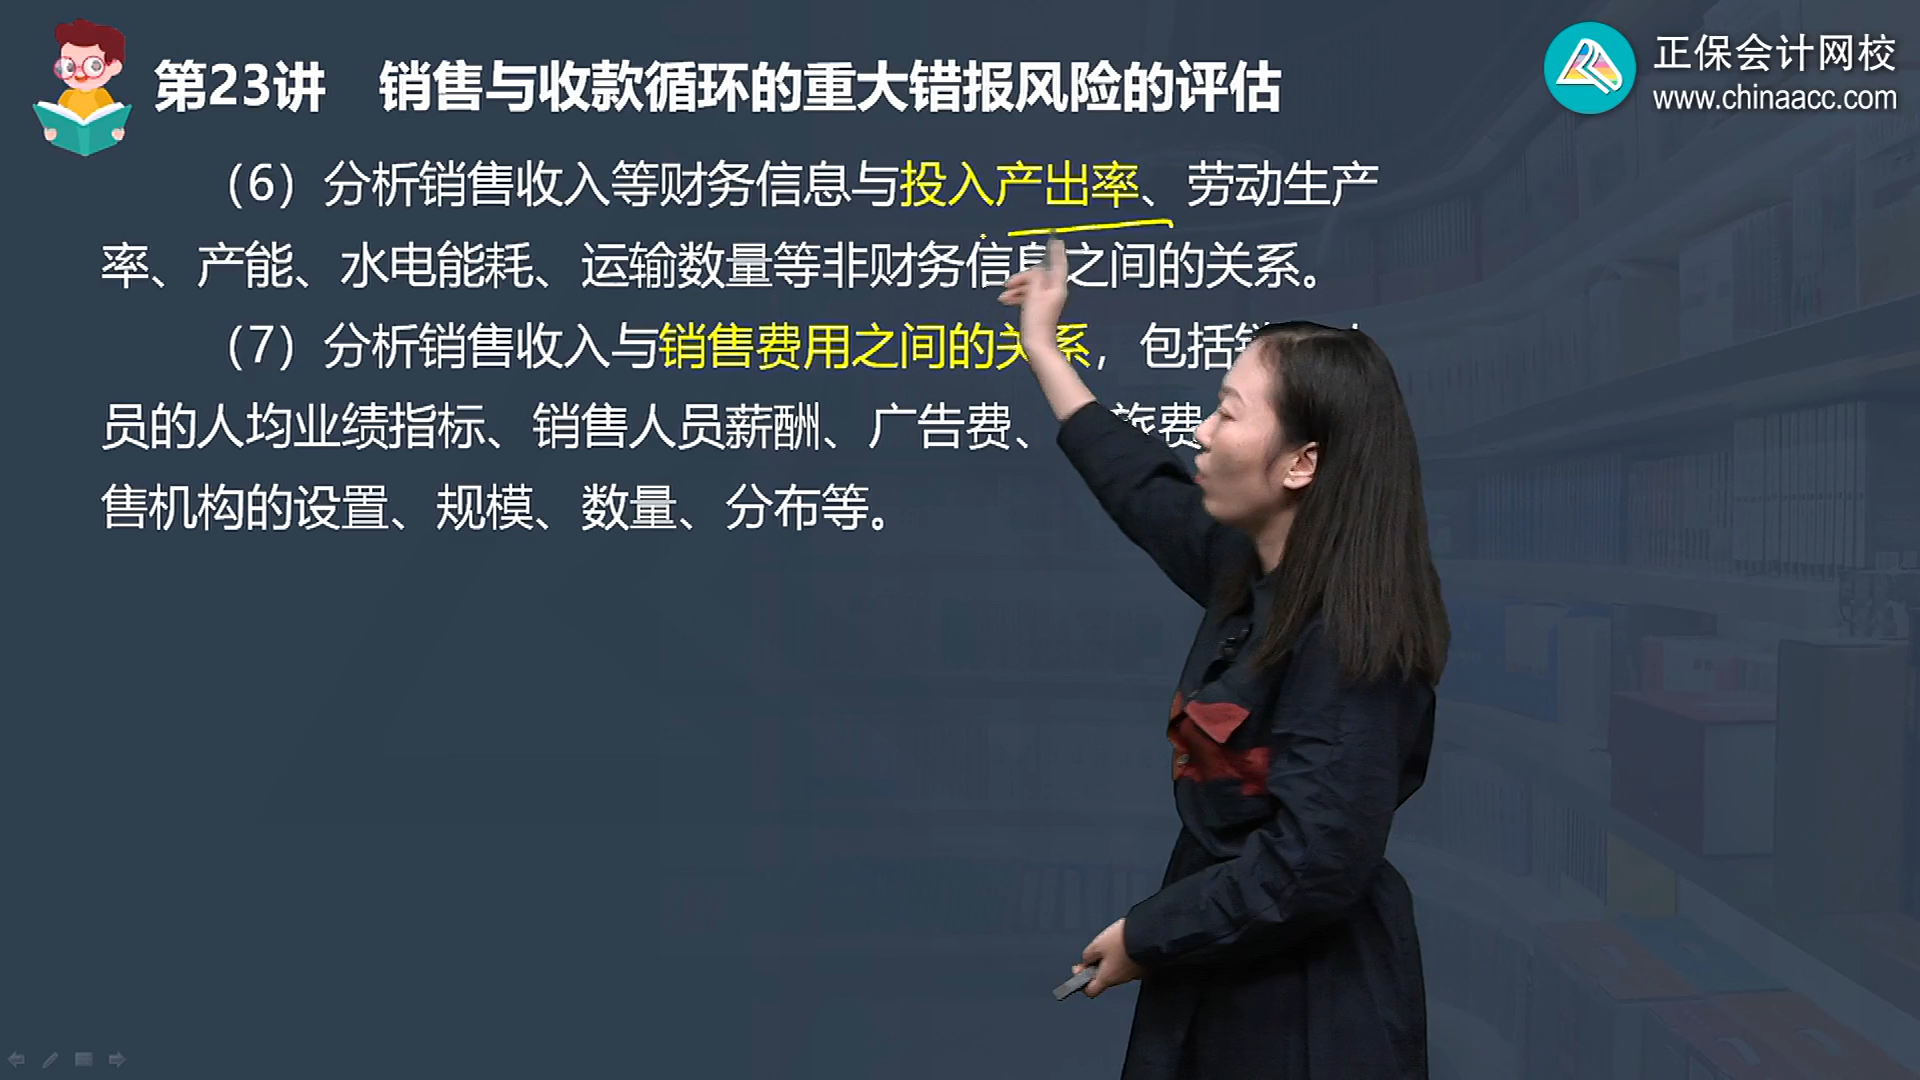 第23讲 销售与收款循环的重大错报风险的评估
正保会计网校
www.chinaacc.com
（6）分析销售收入等财务信息与投入产出率、劳动生产
率、产能、水电能耗、运输数量等非财务信息之间的关系。
（7）分析销售收入与销售费用之间的关系，包括销
员的人均业绩指标、销售人员薪酬、广告费、旅费
售机构的设置、规模、数量、分布等。